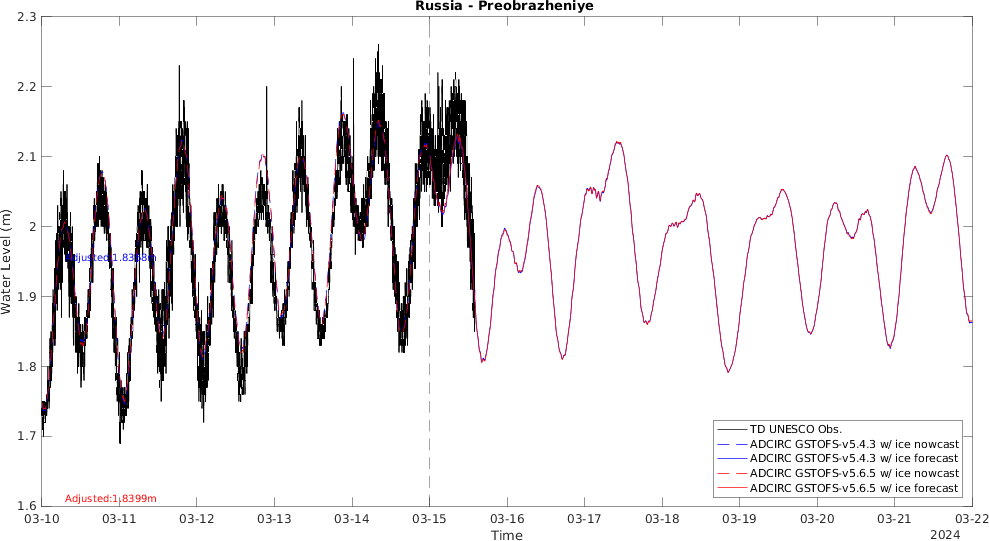 Russia - Preobrazheniye
2.3
2.2
2.1
2
1.9
1.8
1.7
1.6
Water Level (m)
Adjusted:1.8368m
Adjusted:1.8399m
TD UNESCO Obs.
ADCIRC GSTOFS-v5.4.3 w/ ice nowcast
ADCIRC GSTOFS-v5.4.3 w/ ice forecast
ADCIRC GSTOFS-v5.6.5 w/ ice nowcast
ADCIRC GSTOFS-v5.6.5 w/ ice forecast
03-10 03-11 03-12 03-13 03-14 03-15 03-16 03-17 03-18 03-19 03-20 03-21 03-22
Time
2024